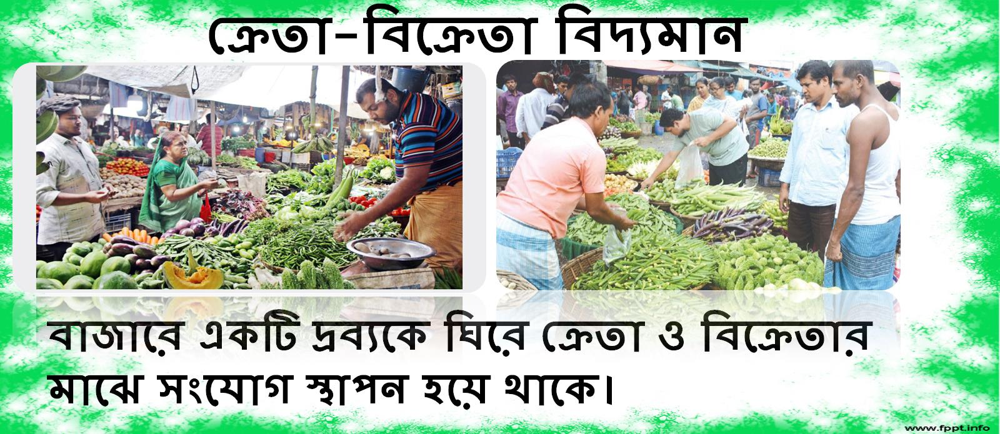 ক্রেতা-বিক্রেতা বিদ্যমান
বাজারে একটি দ্রব্যকে ঘিরে ক্রেতা ও বিক্রেতার
মাঝে সংযোগ স্থাপন হয়ে থাকে।
www.fppt.info